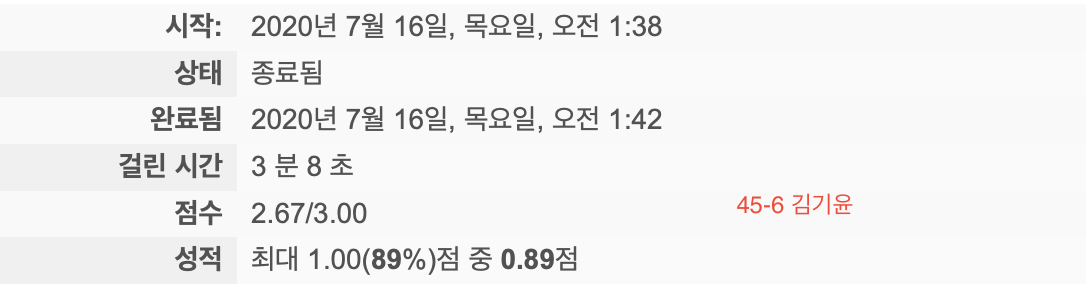 시작: 2020년 7월 16일, 목요일, 오전 1:38
상태 종료됨
완료됨 2020년 7월 16일, 목요일, 오전 1:42
걸린 시간 3 분 8 초
점수 2.67/3.00
45-6 김기윤
성적 최대 1.00(89%)점 중 0.89점